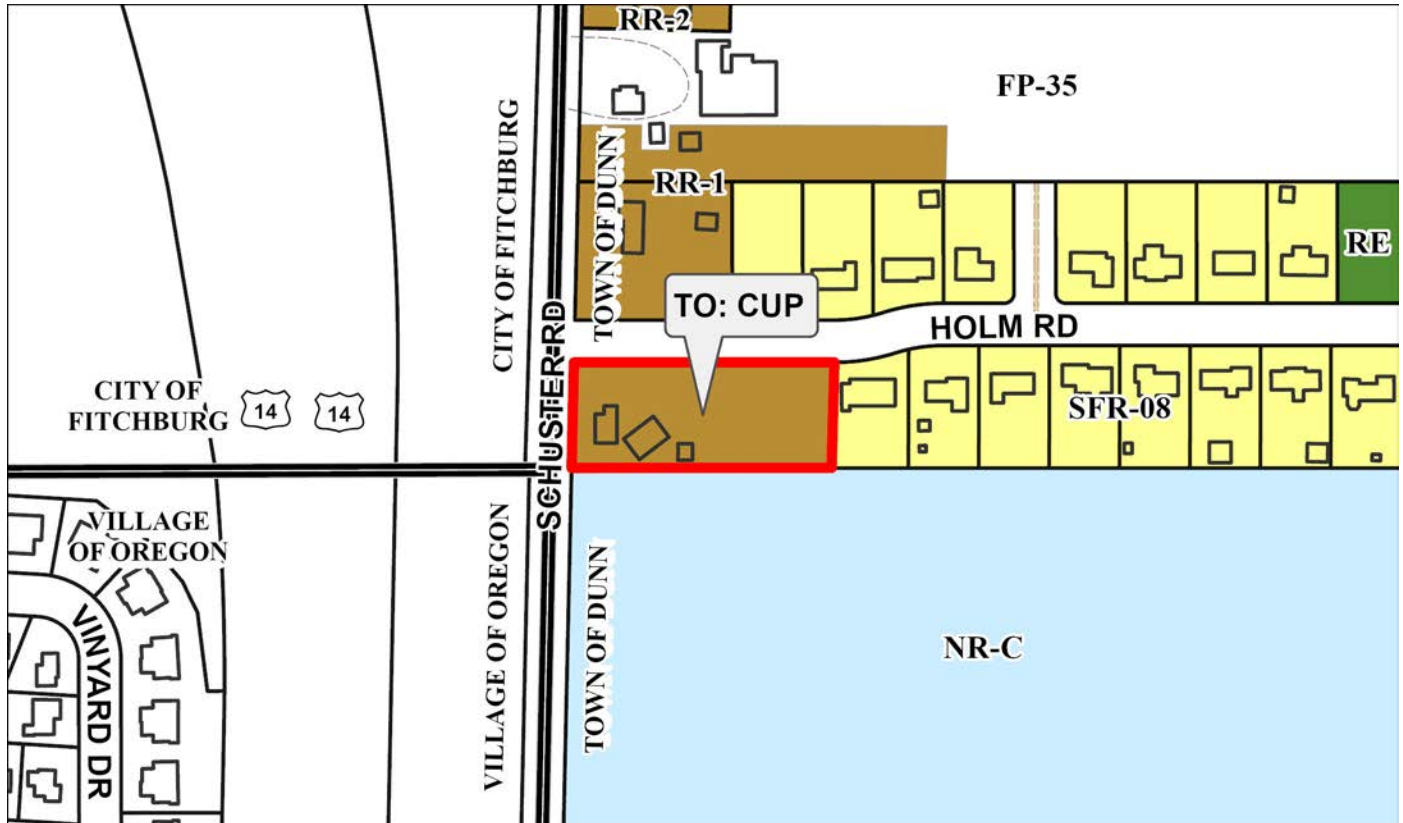 RR-2
FP-35
CITY OF FITCHBURG
TOWN OF DUNN
RR-1
RE
TO: CUP
HOLM RD
SCHUSTER RD
CITY OF
FITCHBURG
14
14
SFR-08
VILLAGE
OF OREGON
VINYARD DR
VILLAGE OF OREGON
TOWN OF DUNN
NR-C